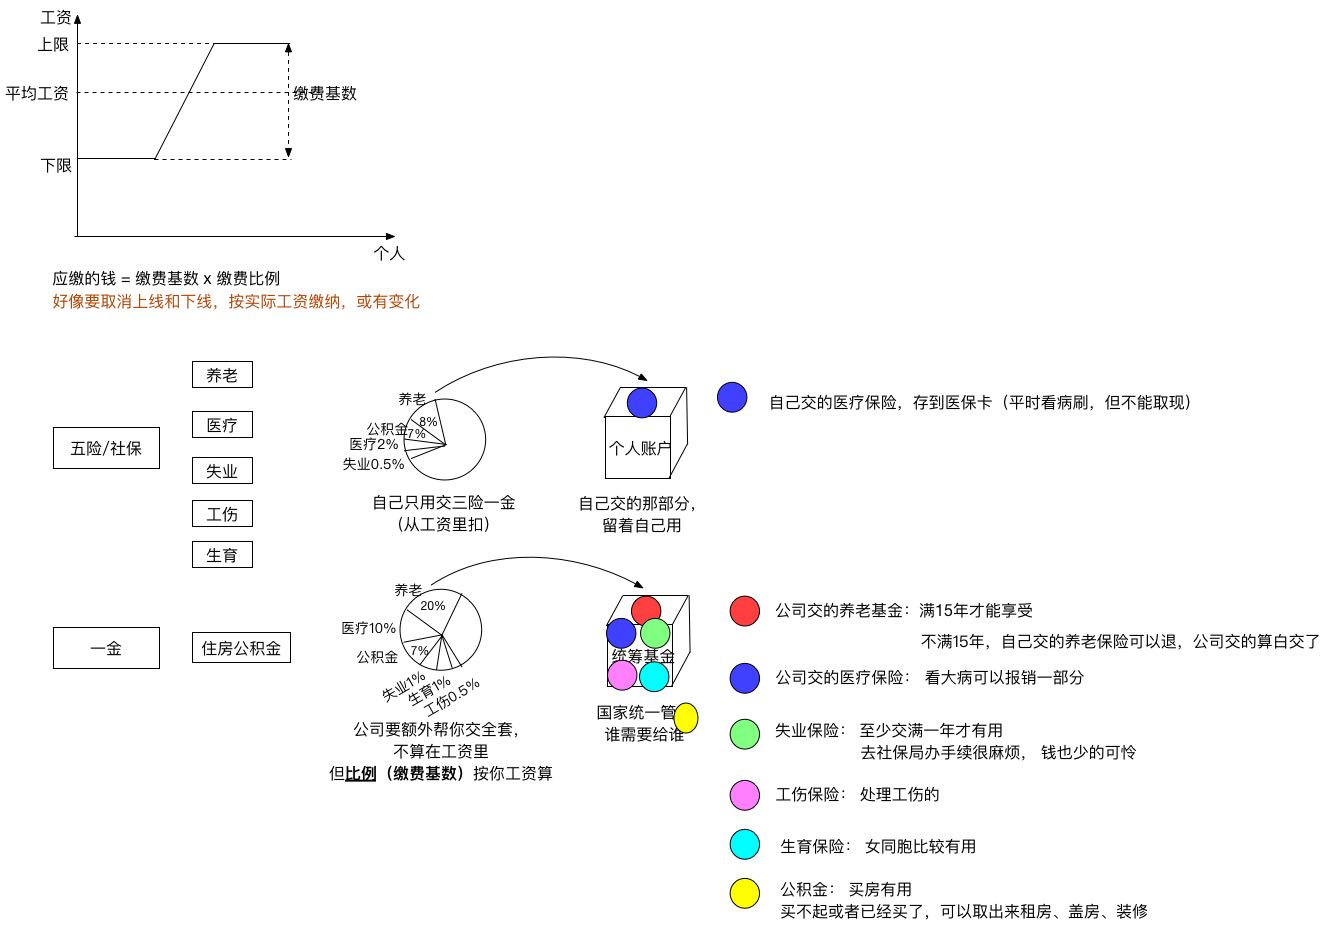 工资
上限
平均工资
缴费基数
下限
个人
应缴的钱 = 缴费基数 x 缴费比例
好像要取消上线和下线，按实际工资缴纳，或有变化
五险/社保
养老
医疗
失业
工伤
生育
养老
8%
公积金
7%
医疗2%
失业0.5%
自己只用交三险一金
（从工资里扣）
个人账户
自己交的那部分，
留着自己用
自己交的医疗保险，存到医保卡（平时看病刷，但不能取现）
一金
住房公积金
养老
20%
医疗10%
公积金
7%
失业1%
生育1%
工伤0.5%
公司要额外帮你交全套，
不算在工资里
但比例（缴费基数）按你工资算
统筹基金
国家统一管
谁需要给谁
公司交的养老基金：满15年才能享受
不满15年，自己交的养老保险可以退，公司交的算白交了
公司交的医疗保险： 看大病可以报销一部分
失业保险： 至少交满一年才有用
去社保局办手续很麻烦， 钱也少的可怜
工伤保险： 处理工伤的
生育保险： 女同胞比较有用
公积金： 买房有用
买不起或者已经买了，可以取出来租房、盖房、装修